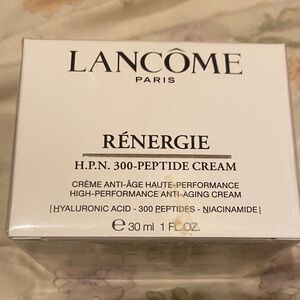 LANCÔME
PARIS
RÉNERGIE
H.P.N. 300-PEPTIDE CREAM
CRÈME ANTI-ÂGE HAUTE-PERFORMANCE
HIGH-PERFORMANCE ANTI-AGING CREAM
|HYALURONIC ACID - 300 PEPTIDES - NIACINAMIDE|
℮ 30 ml 1 FL.OZ.